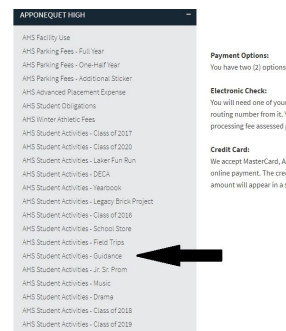 APPONEQUET HIGH –
AHS Facility Use
AHS Parking Fees - Full Year
AHS Parking Fees - One-Half Year
AHS Parking Fees - Additional Sticker
AHS Advanced Placement Expense
AHS Student Obligations
AHS Winter Athletic Fees
AHS Student Activities - Class of 2017
AHS Student Activities - Class of 2020
AHS Student Activities - Laker Fun Run
AHS Student Activities - DECA
AHS Student Activities - Yearbook
AHS Student Activities - Legacy Brick Project
AHS Student Activities - Class of 2016
AHS Student Activities - School Store
AHS Student Activities - Field Trips
AHS Student Activities - Guidance
AHS Student Activities - Jr. Sr. Prom
AHS Student Activities - Music
AHS Student Activities - Drama
AHS Student Activities - Class of 2018
AHS Student Activities - Class of 2019
Payment Options:
You have two (2) options
Electronic Check:
You will need one of your
routing number from it.
processing fee assessed
Credit Card:
We accept MasterCard, A
online payment. The cre
amount will appear in a